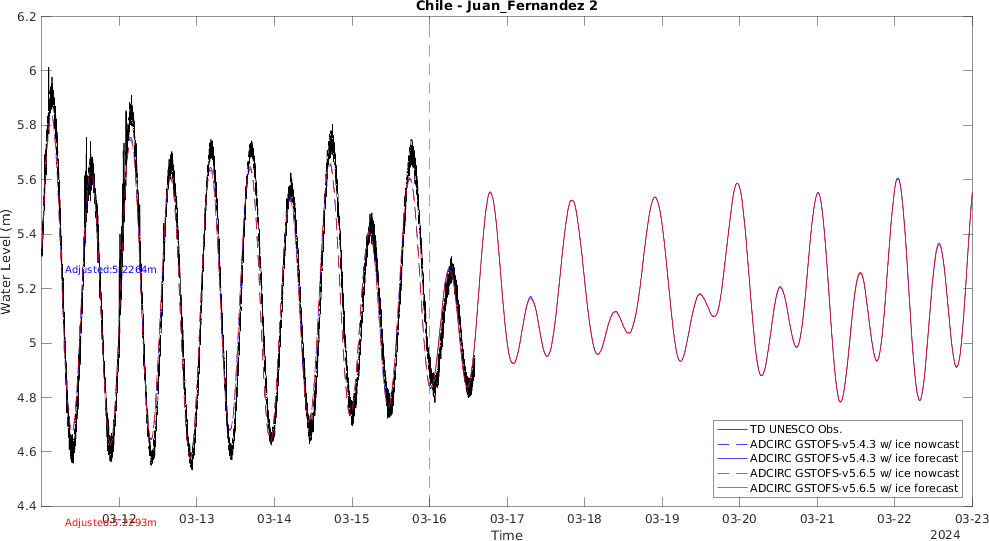 Chile - Juan_Fernandez 2
6.2
6
5.8
5.6
5.4
5.2
5
4.8
4.6
4.4
Water Level (m)
Adjusted:5.2264m
Adjusted:5.2293m
TD UNESCO Obs.
ADCIRC GSTOFS-v5.4.3 w/ ice nowcast
ADCIRC GSTOFS-v5.4.3 w/ ice forecast
ADCIRC GSTOFS-v5.6.5 w/ ice nowcast
ADCIRC GSTOFS-v5.6.5 w/ ice forecast
03-12 03-13 03-14 03-15 03-16 03-17 03-18 03-19 03-20 03-21 03-22 03-23
Time
2024